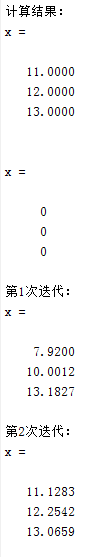 计算结果：
x =
11.0000
12.0000
13.0000
x =
0
0
0
第1次迭代：
x =
7.9200
10.0012
13.1827
第2次迭代：
x =
11.1283
12.2542
13.0659